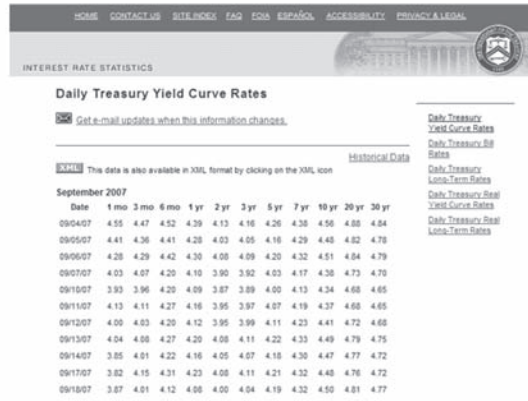 HOME CONTACT US SITE INDEX FAQ FOIA ESPAÑOL ACCESSIBILITY PRIVACY & LEGAL
INTEREST RATE STATISTICS
Daily Treasury Yield Curve Rates
Get e-mail updates when this information changes.
Historical Data
XML This data is also available in XML format by clicking on the XML icon
September 2007
Date 1 mo 3 mo 6 mo 1 yr 2 yr 3 yr 5 yr 7 yr 10 yr 20 yr 30 yr
09/04/07 4.55 4.47 4.52 4.39 4.13 4.16 4.26 4.38 4.56 4.88 4.84
09/05/07 4.41 4.36 4.41 4.28 4.03 4.05 4.16 4.29 4.48 4.82 4.78
09/06/07 4.28 4.29 4.42 4.30 4.08 4.09 4.20 4.32 4.51 4.84 4.79
09/07/07 4.03 4.07 4.20 4.10 3.90 3.92 4.03 4.17 4.38 4.73 4.70
09/10/07 3.93 3.96 4.20 4.09 3.87 3.89 4.00 4.13 4.34 4.68 4.65
09/11/07 4.13 4.11 4.27 4.16 3.95 3.97 4.07 4.19 4.37 4.68 4.65
09/12/07 4.00 4.03 4.20 4.12 3.95 3.99 4.11 4.23 4.41 4.72 4.68
09/13/07 4.04 4.08 4.27 4.20 4.08 4.11 4.22 4.33 4.49 4.79 4.75
09/14/07 3.85 4.01 4.22 4.16 4.05 4.07 4.18 4.30 4.47 4.77 4.72
09/17/07 3.82 4.15 4.31 4.23 4.08 4.11 4.21 4.32 4.48 4.76 4.72
09/18/07 3.87 4.01 4.12 4.08 4.00 4.04 4.19 4.32 4.50 4.81 4.77
Daily Treasury
Yield Curve Rates
Daily Treasury Bill
Rates
Daily Treasury
Long-Term Rates
Daily Treasury Real
Yield Curve Rates
Daily Treasury Real
Long-Term Rates